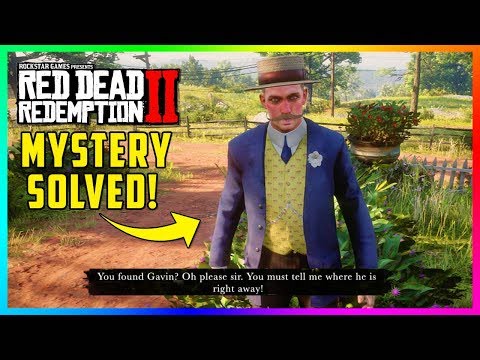 ROCKSTAR GAMES PRESENTS
RED DEAD
REDEMPTION II
MYSTERY
SOLVED!
You found Gavin? Oh please sir. You must tell me where he is
right away!